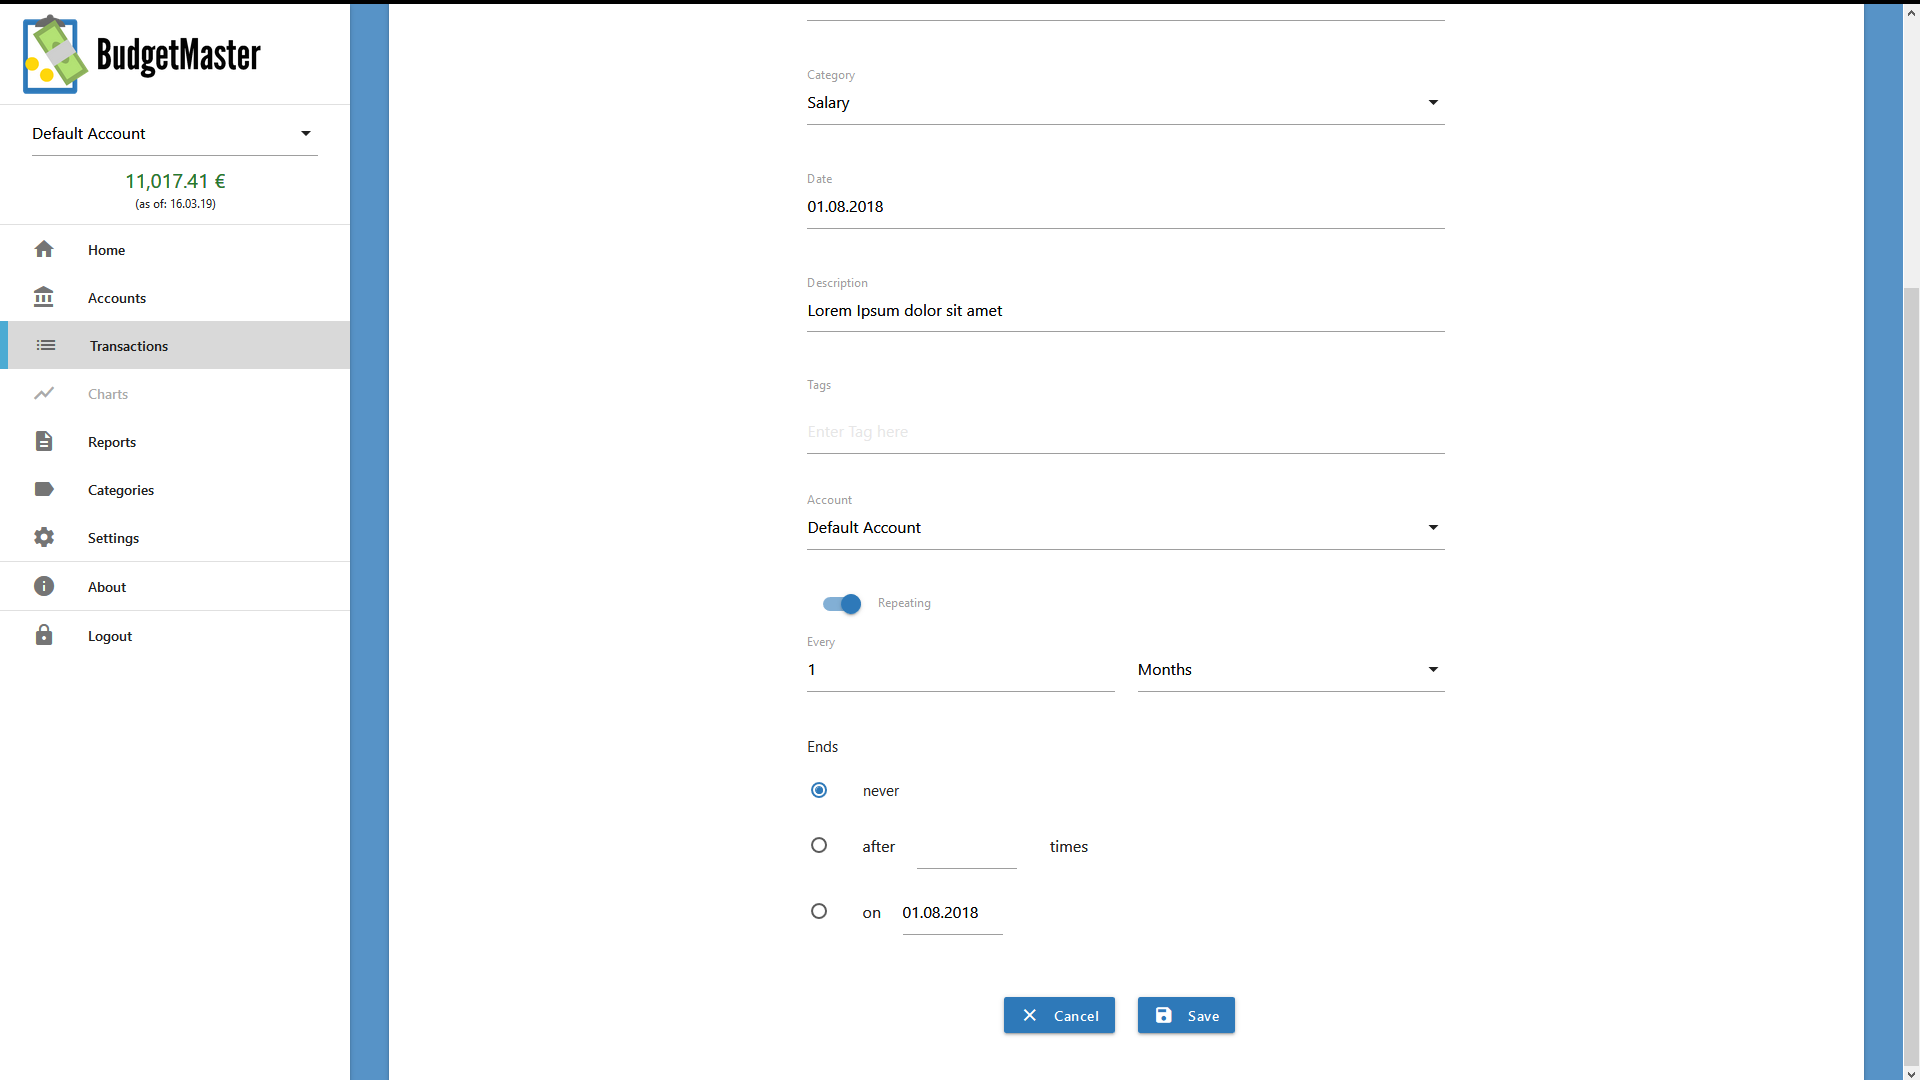 BudgetMaster
Default Account
11,017.41 €
(as of: 16.03.19)
Home
Accounts
Transactions
Charts
Reports
Categories
Settings
About
Logout
Category
Salary
Date
01.08.2018
Description
Lorem Ipsum dolor sit amet
Tags
Enter Tag here
Account
Default Account
Repeating
Every
1 Months
Ends
never
after times
on 01.08.2018
Cancel Save